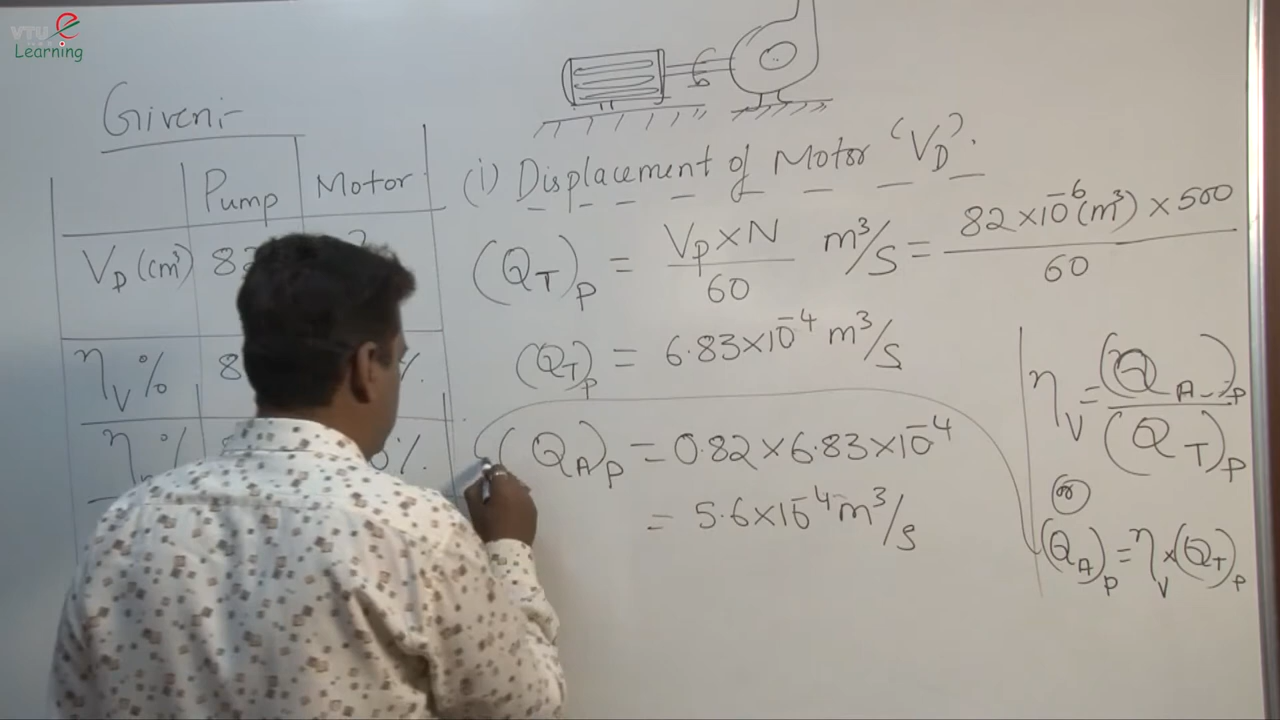 VTU e
Learning
Given:-
Pump Motor
V_D (cm³) 82 ?
η_V % 8 %.
η %. 0%.
(i) Displacement of Motor 'V_D'.
(Q_T)_P = V_P × N / 60 m³/s = 82 × 10⁻⁶ (m³) × 500 / 60
(Q_T)_P = 6.83 × 10⁻⁴ m³/s
(Q_A)_P = 0.82 × 6.83 × 10⁻⁴
= 5.6 × 10⁻⁴ m³/s
η_V = (Q_A)_P / (Q_T)_P
or
(Q_A)_P = η_V × (Q_T)_P